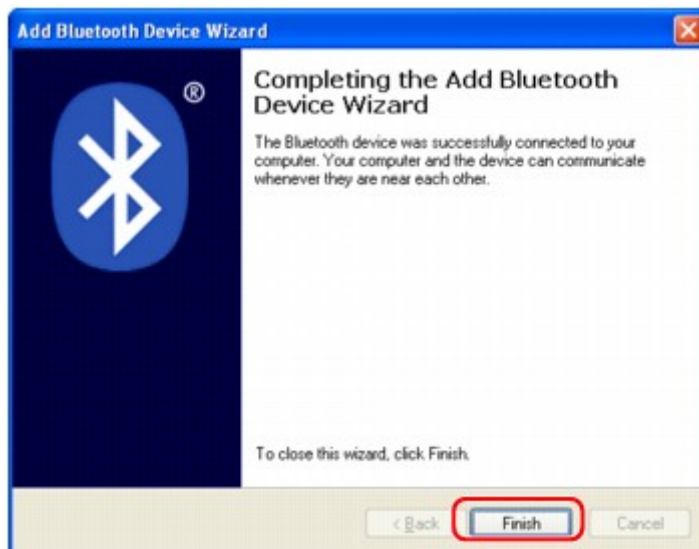 Add Bluetooth Device Wizard
®
Completing the Add Bluetooth
Device Wizard
The Bluetooth device was successfully connected to your
computer. Your computer and the device can communicate
whenever they are near each other.
To close this wizard, click Finish.
< Back Finish Cancel